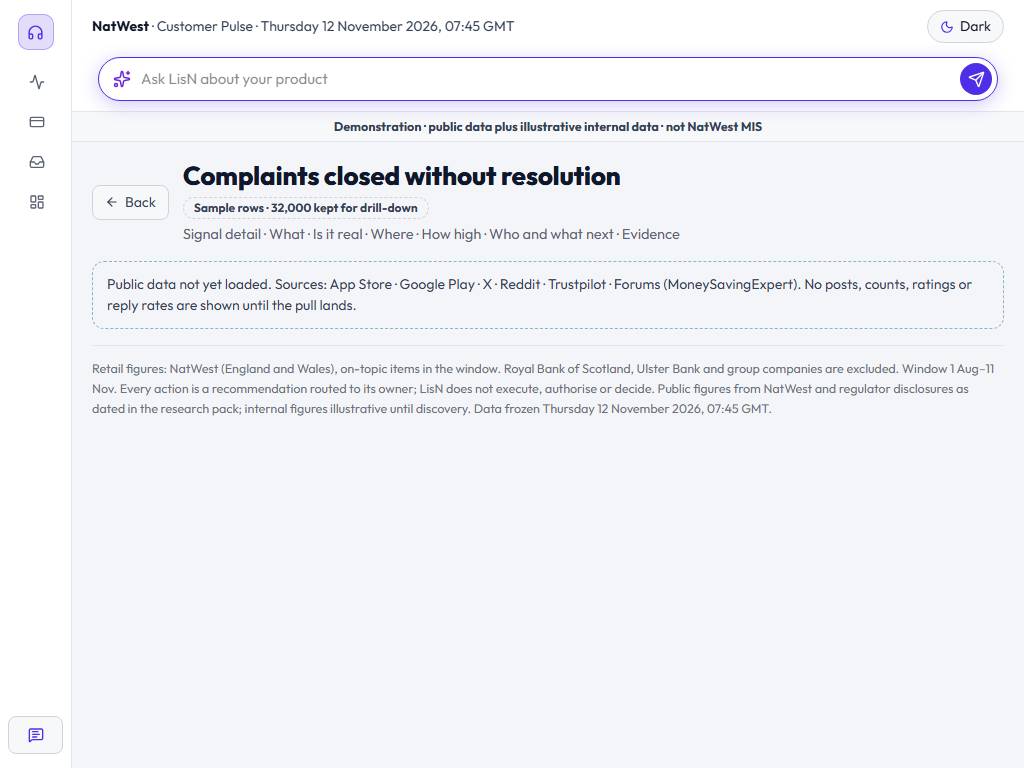 NatWest · Customer Pulse · Thursday 12 November 2026, 07:45 GMT
Dark
Ask LisN about your product
Demonstration · public data plus illustrative internal data · not NatWest MIS
Back
Complaints closed without resolution
Sample rows · 32,000 kept for drill-down
Signal detail · What · Is it real · Where · How high · Who and what next · Evidence
Public data not yet loaded. Sources: App Store · Google Play · X · Reddit · Trustpilot · Forums (MoneySavingExpert). No posts, counts, ratings or
reply rates are shown until the pull lands.
Retail figures: NatWest (England and Wales), on-topic items in the window. Royal Bank of Scotland, Ulster Bank and group companies are excluded. Window 1 Aug–11
Nov. Every action is a recommendation routed to its owner; LisN does not execute, authorise or decide. Public figures from NatWest and regulator disclosures as
dated in the research pack; internal figures illustrative until discovery. Data frozen Thursday 12 November 2026, 07:45 GMT.